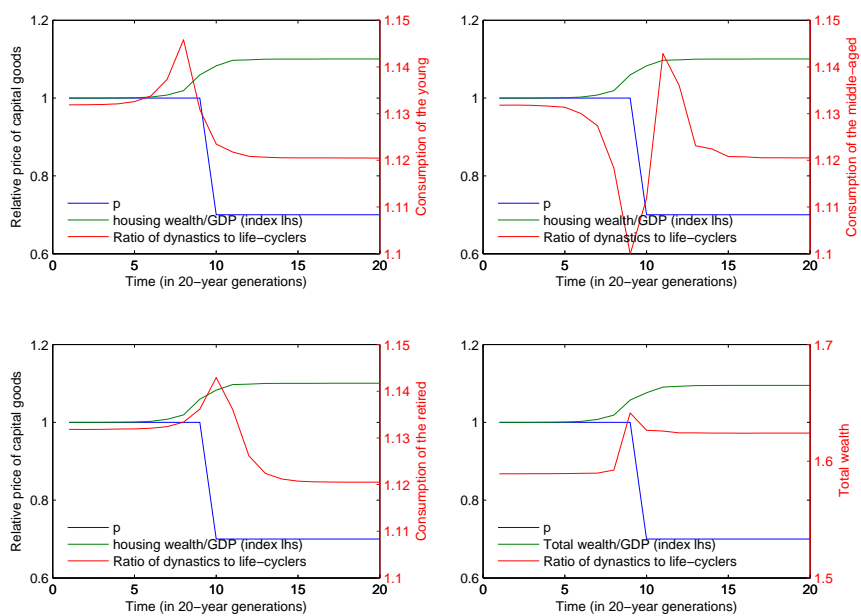 1.2
1
0.8
0.6
Relative price of capital goods
1.15
1.14
1.13
1.12
1.11
1.1
Consumption of the young
p
housing wealth/GDP (index lhs)
Ratio of dynastics to life−cyclers
0 5 10 15 20
Time (in 20−year generations)
1.2
1
0.8
0.6
1.15
1.14
1.13
1.12
1.11
1.1
Consumption of the middle−aged
p
housing wealth/GDP (index lhs)
Ratio of dynastics to life−cyclers
0 5 10 15 20
Time (in 20−year generations)
1.2
1
0.8
0.6
Relative price of capital goods
1.15
1.14
1.13
1.12
1.11
1.1
Consumption of the retired
p
housing wealth/GDP (index lhs)
Ratio of dynastics to life−cyclers
0 5 10 15 20
Time (in 20−year generations)
1.2
1
0.8
0.6
1.7
1.6
1.5
Total wealth
p
Total wealth/GDP (index lhs)
Ratio of dynastics to life−cyclers
0 5 10 15 20
Time (in 20−year generations)